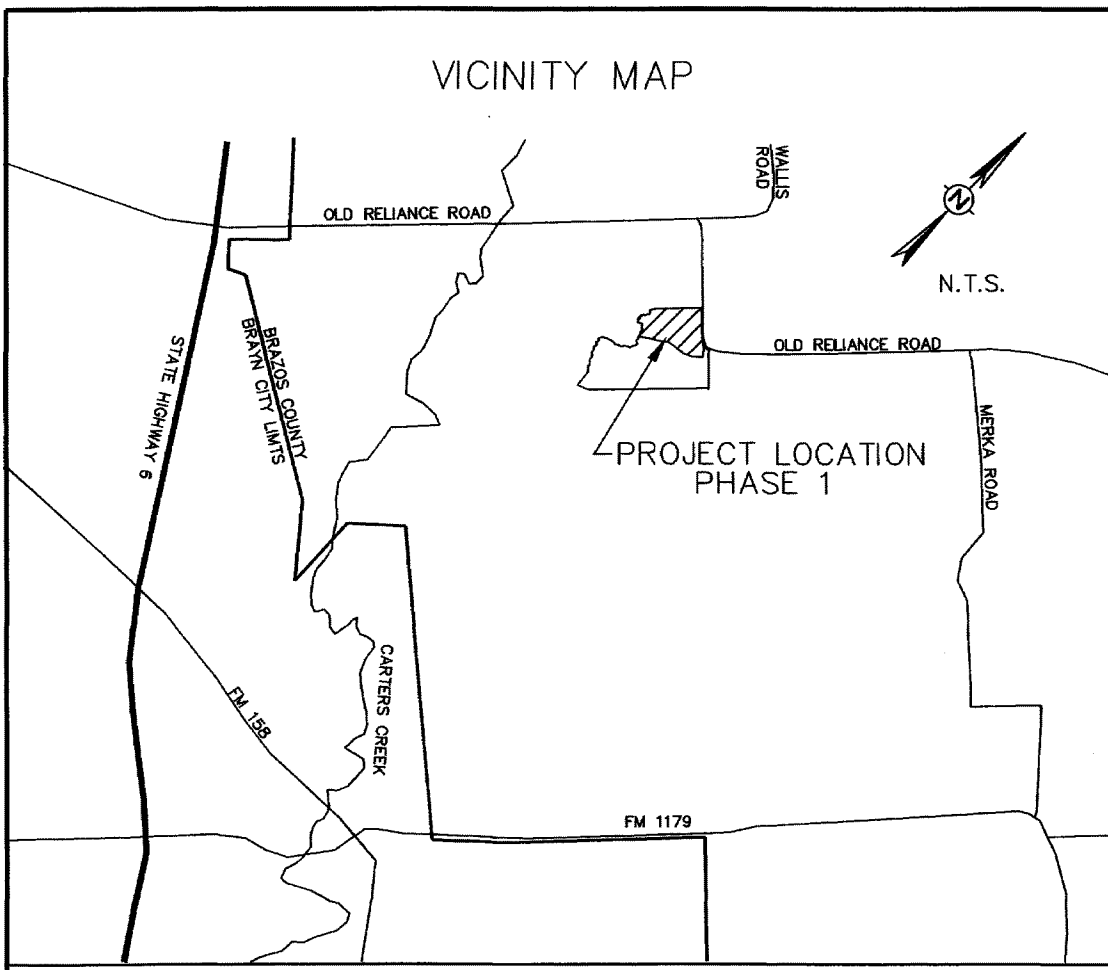 VICINITY MAP
WALLIS
ROAD
OLD RELIANCE ROAD
N
N.T.S.
STATE HIGHWAY 6
BRAZOS COUNTY
BRAYN CITY LIMTS
OLD RELIANCE ROAD
MERKA ROAD
PROJECT LOCATION
PHASE 1
CARTERS CREEK
FM 158
FM 1179